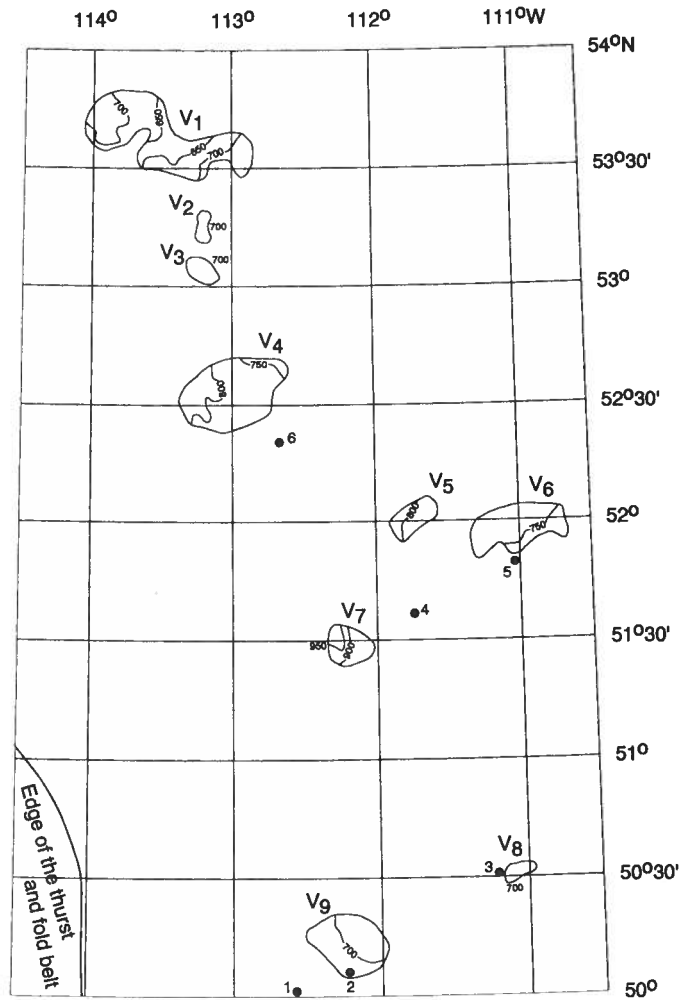 114° 113° 112° 111°W
54°N
700
650
V1
650
700
53°30'
V2
700
V3
700
53°
V4
750
800
52°30'
6
V5
V6
800
52°
750
5
4
V7
51°30'
950
900
51°
Edge of the thurst
and fold belt
V8
3
50°30'
700
V9
700
1
2
50°